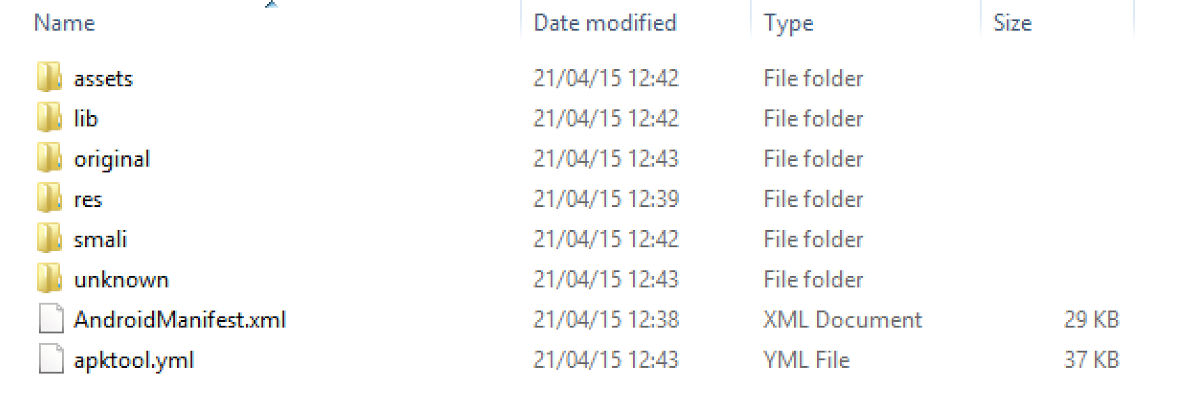 Name Date modified Type Size
assets 21/04/15 12:42 File folder
lib 21/04/15 12:42 File folder
original 21/04/15 12:43 File folder
res 21/04/15 12:39 File folder
smali 21/04/15 12:42 File folder
unknown 21/04/15 12:43 File folder
AndroidManifest.xml 21/04/15 12:38 XML Document 29 KB
apktool.yml 21/04/15 12:43 YML File 37 KB